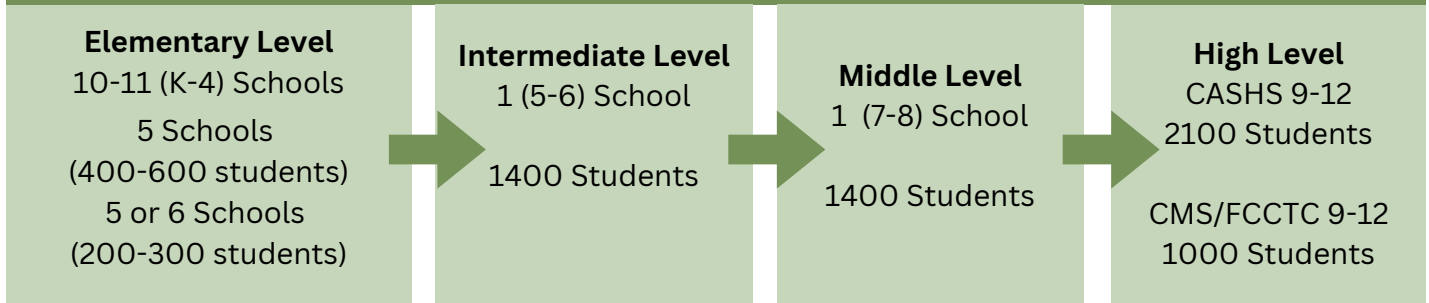 Elementary Level
10-11 (K-4) Schools
5 Schools
(400-600 students)
5 or 6 Schools
(200-300 students)
Intermediate Level
1 (5-6) School
1400 Students
Middle Level
1 (7-8) School
1400 Students
High Level
CASHS 9-12
2100 Students
CMS/FCCTC 9-12
1000 Students